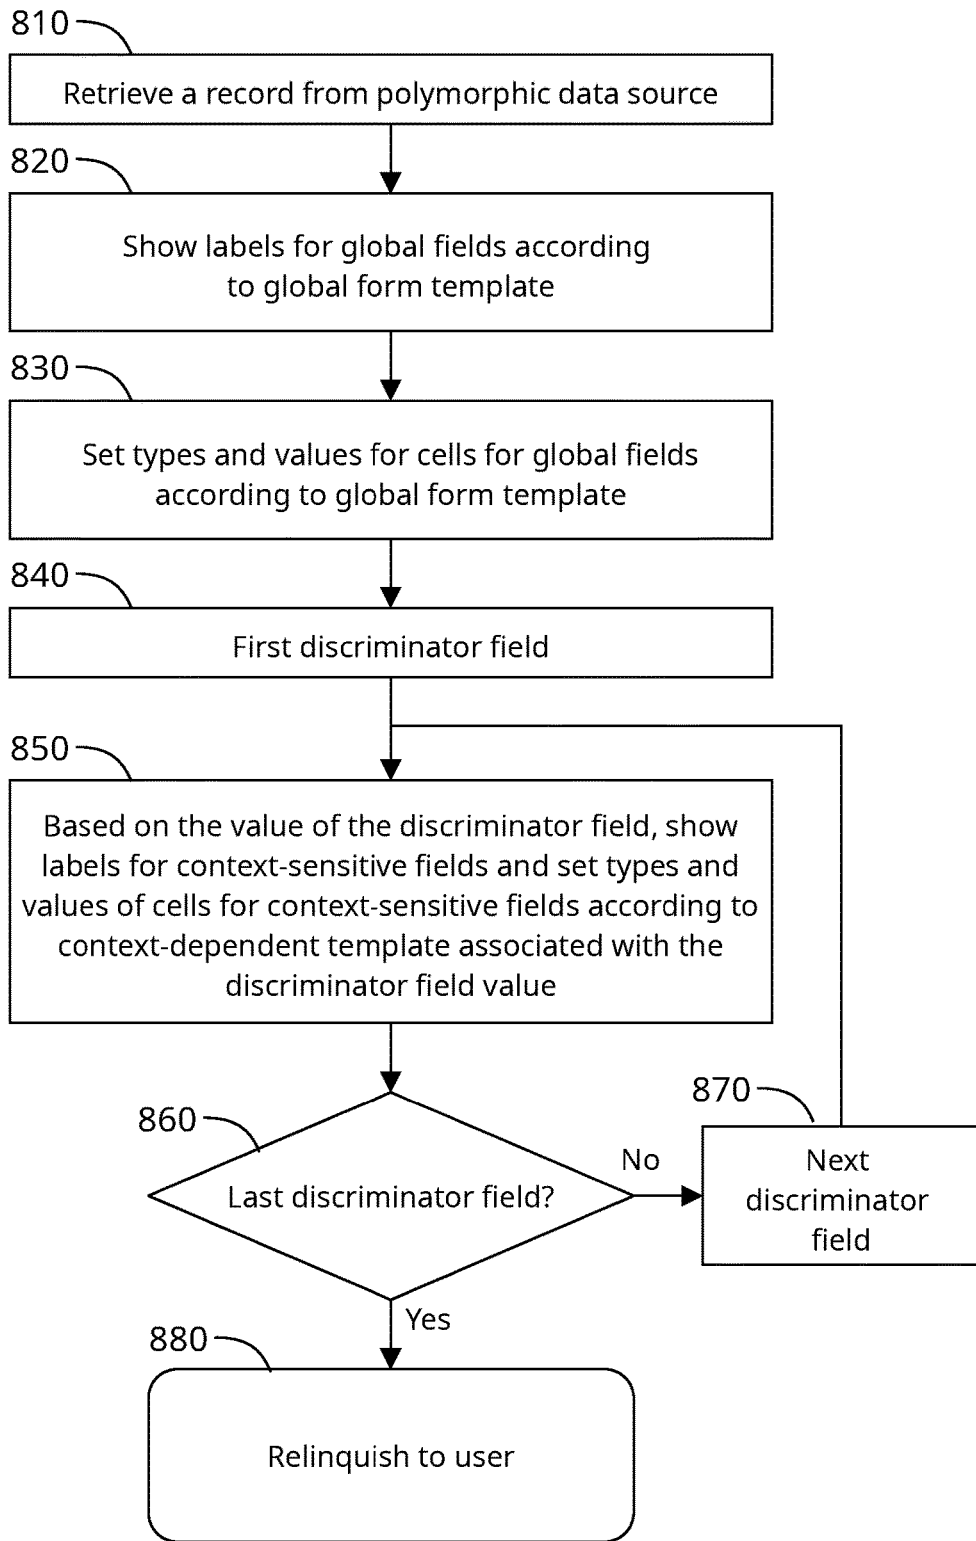 810
Retrieve a record from polymorphic data source
820
Show labels for global fields according
to global form template
830
Set types and values for cells for global fields
according to global form template
840
First discriminator field
850
Based on the value of the discriminator field, show
labels for context-sensitive fields and set types and
values of cells for context-sensitive fields according to
context-dependent template associated with the
discriminator field value
860
Last discriminator field?
No
870
Next
discriminator
field
Yes
880
Relinquish to user